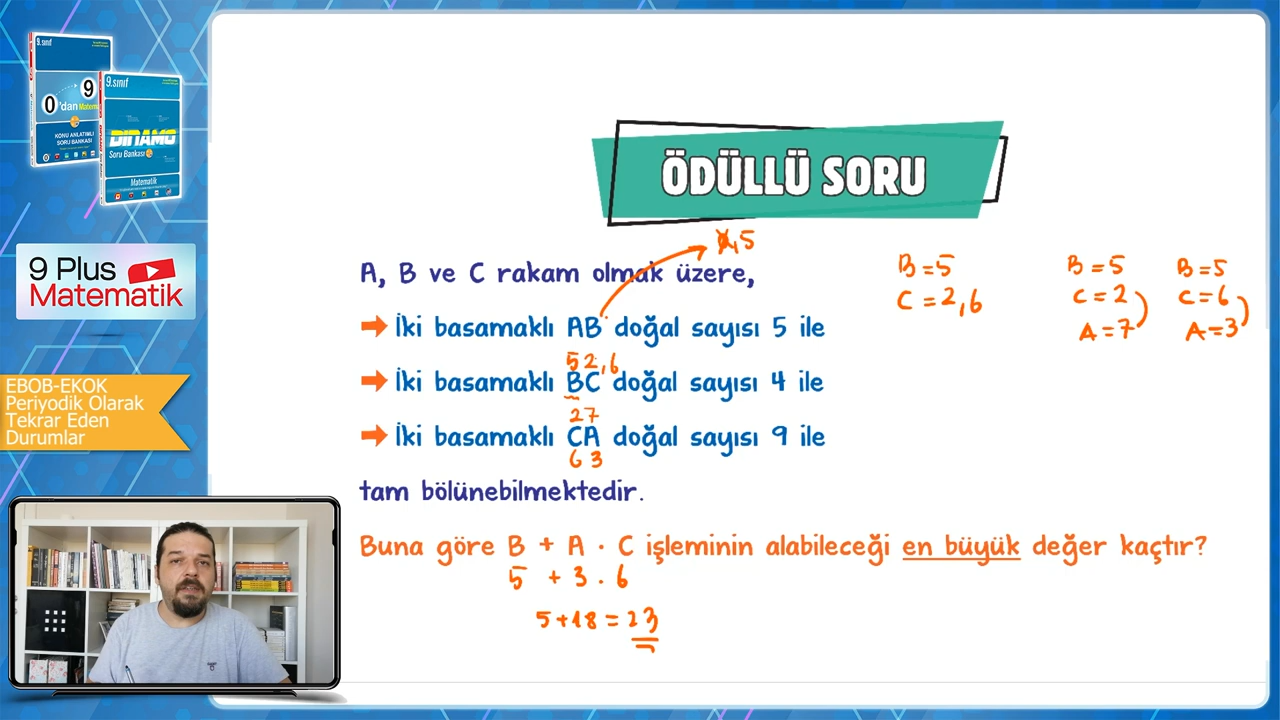 9.sınıf
0'dan 9
Matem
KONU ANLATIMLI
SORU BANKASI
9.sınıf
DINAMO
Soru Bankası
Matematik
9 Plus
Matematik
EBOB-EKOK
Periyodik Olarak
Tekrar Eden
Durumlar
ÖDÜLLÜ SORU
,5
A, B ve C rakam olmak üzere,
İki basamaklı AB doğal sayısı 5 ile
5 2,6
İki basamaklı BC doğal sayısı 4 ile
27
İki basamaklı CA doğal sayısı 9 ile
6 3
tam bölünebilmektedir.
Buna göre B + A . C işleminin alabileceği en büyük değer kaçtır?
5 + 3 . 6
5+18 = 23
B = 5
C = 2,6
B = 5
C = 2
A = 7
B = 5
C = 6
A = 3